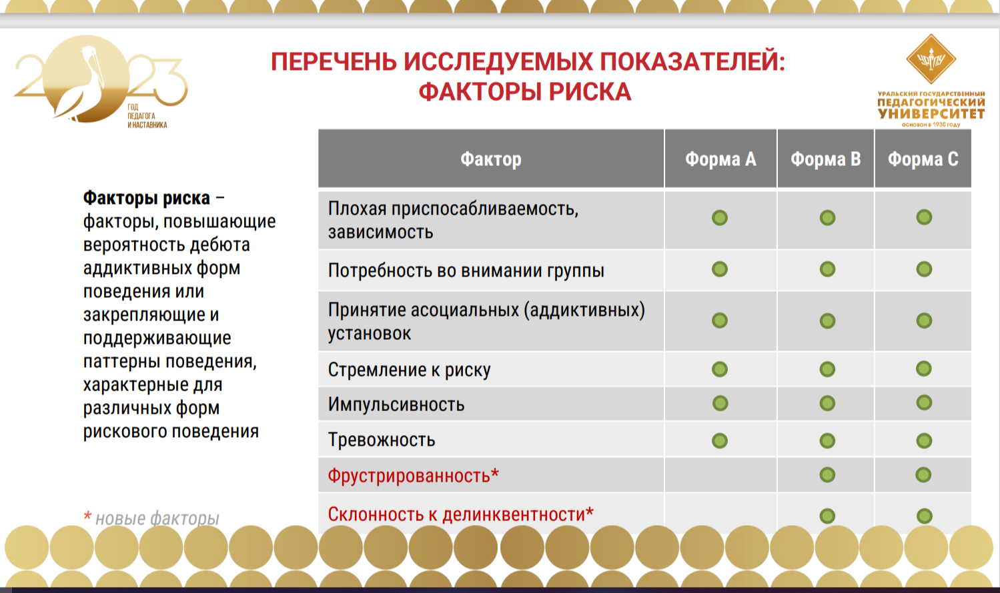 2023
ГОД
ПЕДАГОГА
И НАСТАВНИКА
ПЕРЕЧЕНЬ ИССЛЕДУЕМЫХ ПОКАЗАТЕЛЕЙ:
ФАКТОРЫ РИСКА
УрГПУ
УРАЛЬСКИЙ ГОСУДАРСТВЕННЫЙ
ПЕДАГОГИЧЕСКИЙ
УНИВЕРСИТЕТ
основан в 1930 году
Факторы риска –
факторы, повышающие
вероятность дебюта
аддиктивных форм
поведения или
закрепляющие и
поддерживающие
паттерны поведения,
характерные для
различных форм
рискового поведения
* новые факторы
Фактор Форма А Форма В Форма С
Плохая приспосабливаемость,
зависимость
Потребность во внимании группы
Принятие асоциальных (аддиктивных)
установок
Стремление к риску
Импульсивность
Тревожность
Фрустрированность*
Склонность к делинквентности*